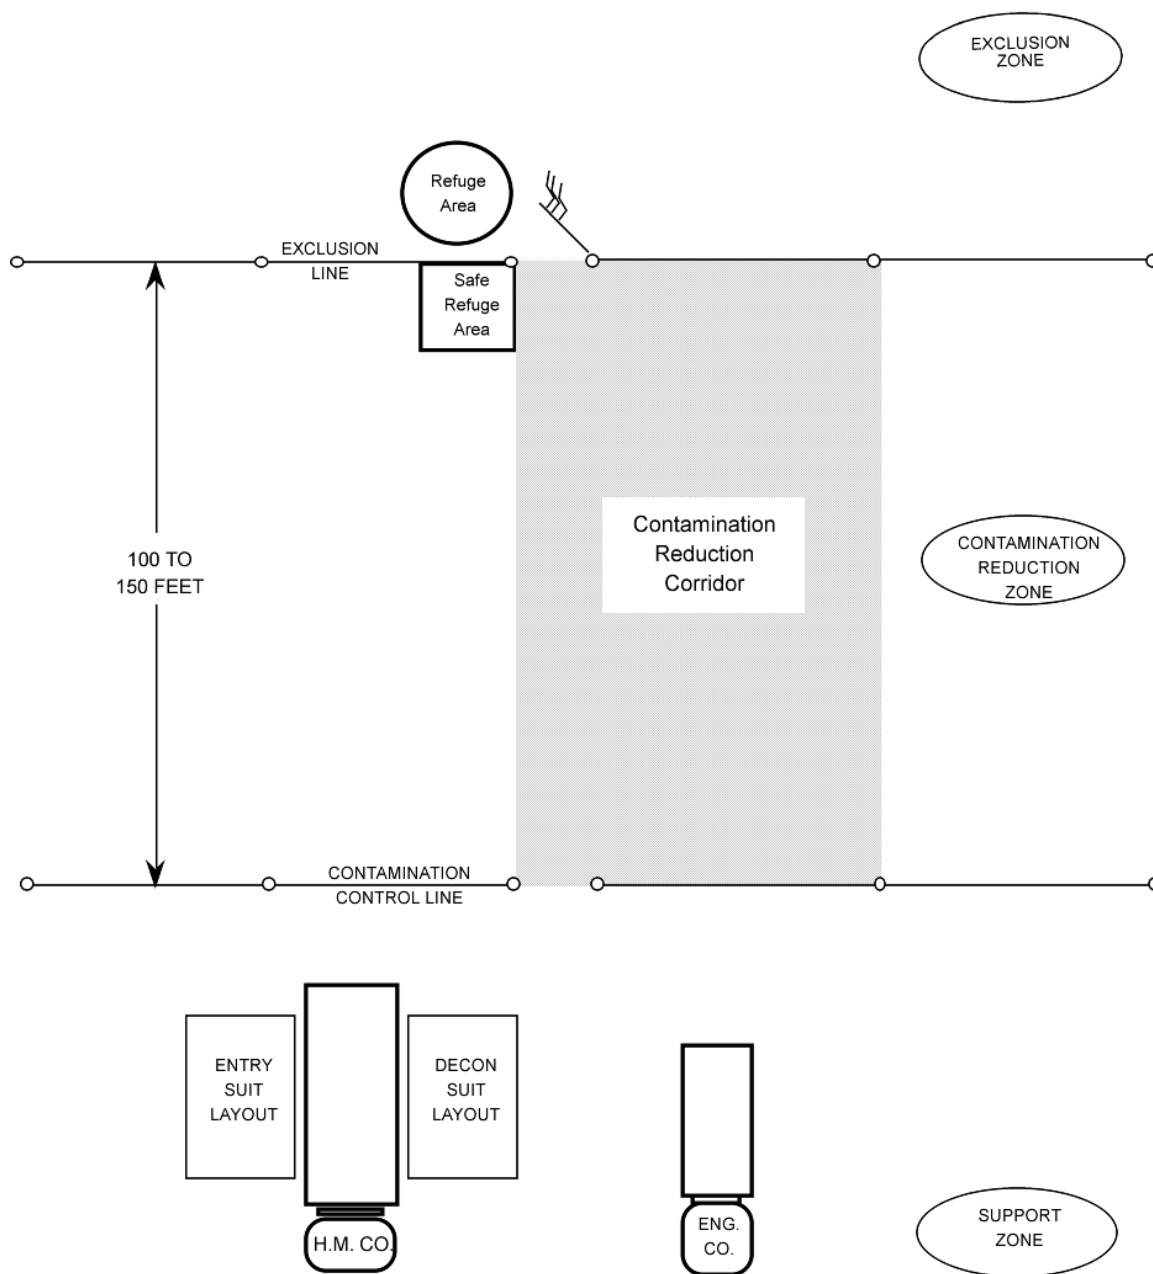 EXCLUSION
ZONE
Refuge
Area
EXCLUSION
LINE
Safe
Refuge
Area
Contamination
Reduction
Corridor
100 TO
150 FEET
CONTAMINATION
REDUCTION
ZONE
CONTAMINATION
CONTROL LINE
ENTRY
SUIT
LAYOUT
DECON
SUIT
LAYOUT
H.M. CO.
ENG.
CO.
SUPPORT
ZONE